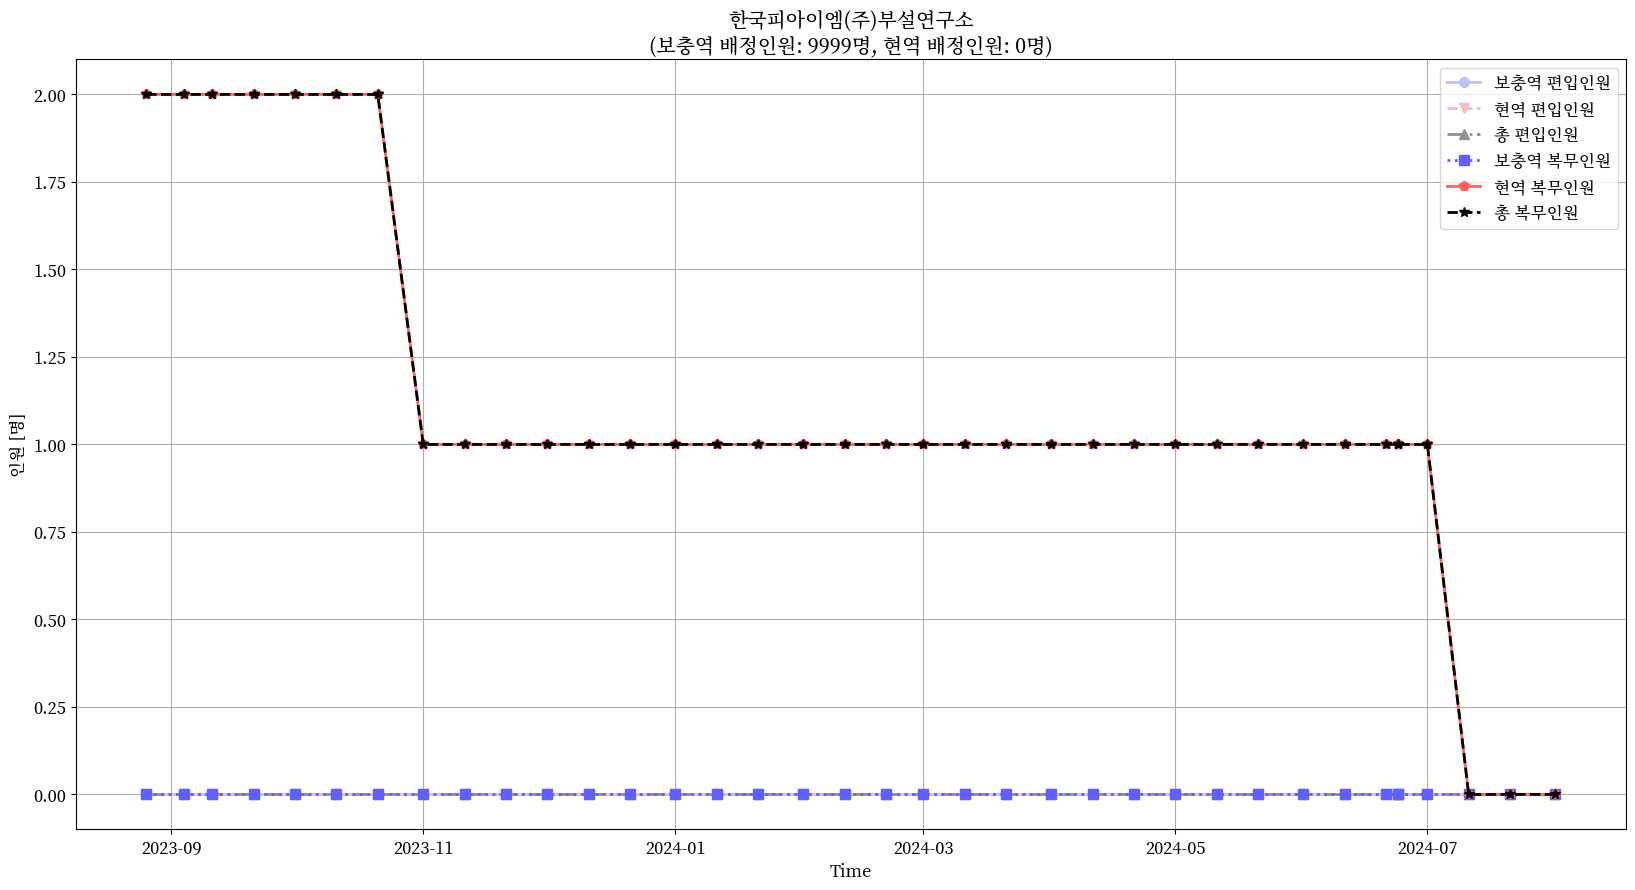 한국피아이엠(주)부설연구소
(보충역 배정인원: 9999명, 현역 배정인원: 0명)
보충역 편입인원
현역 편입인원
총 편입인원
보충역 복무인원
현역 복무인원
총 복무인원
인원 [명]
2.00
1.75
1.50
1.25
1.00
0.75
0.50
0.25
0.00
2023-09
2023-11
2024-01
2024-03
2024-05
2024-07
Time